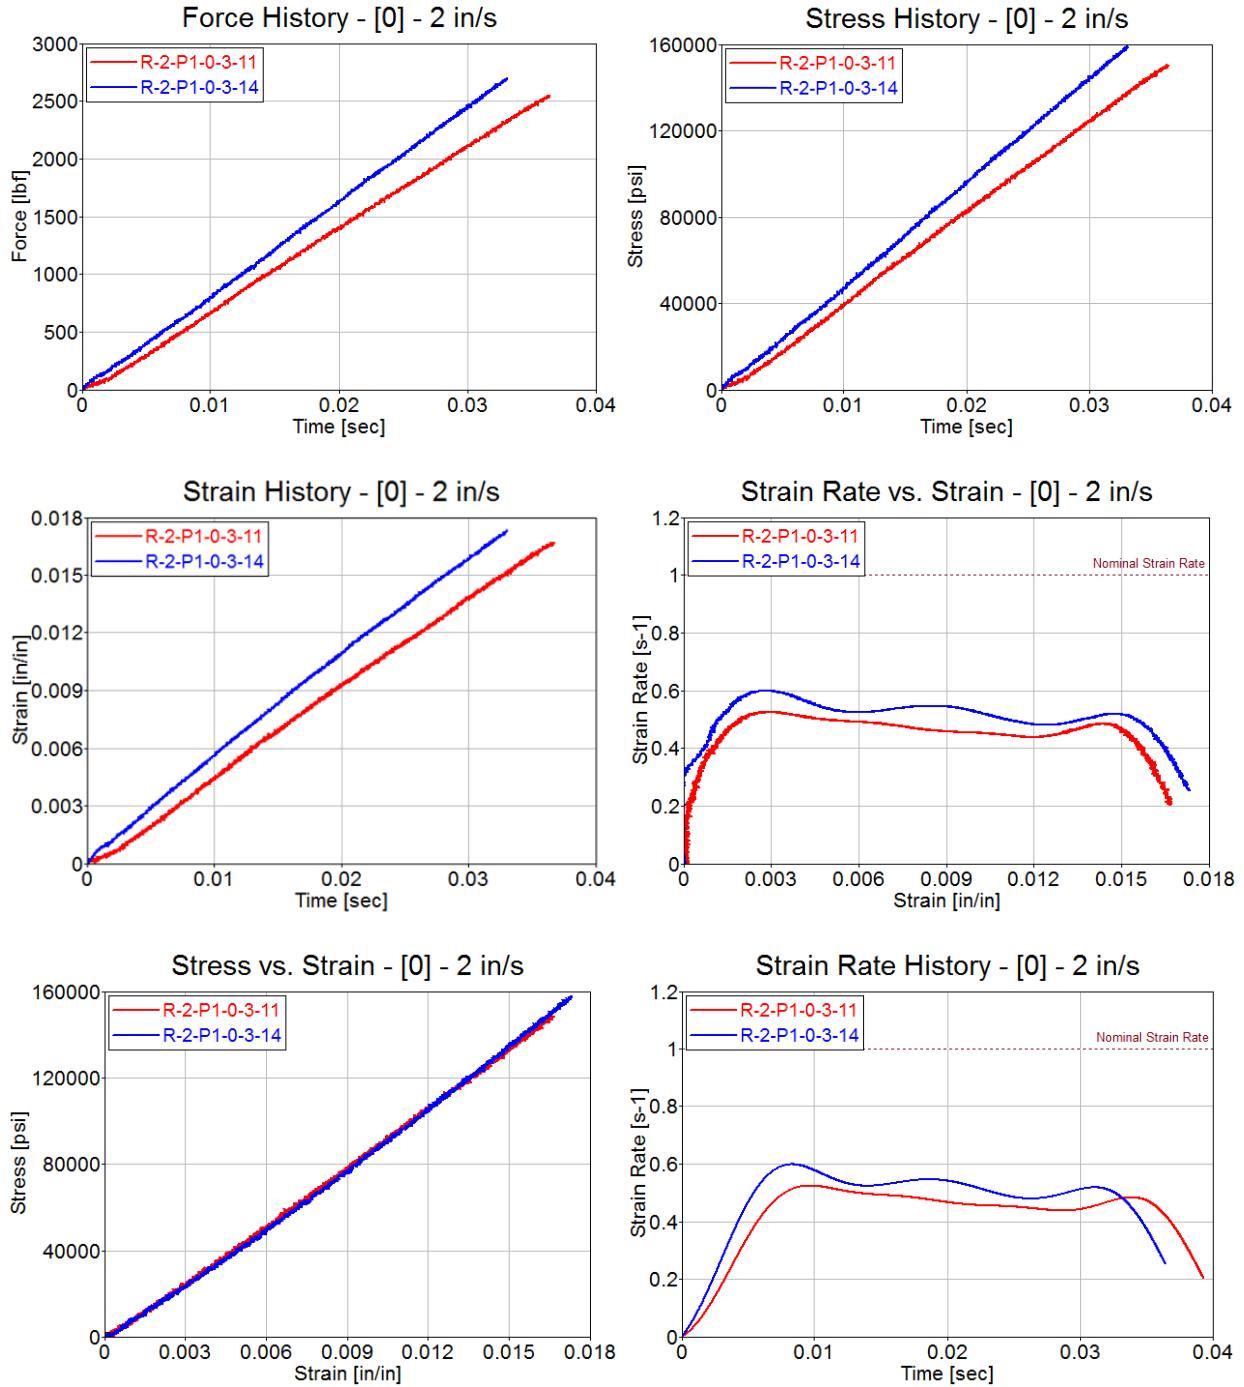 Force History - [0] - 2 in/s
3000
2500
2000
1500
1000
500
0
R-2-P1-0-3-11
R-2-P1-0-3-14
Force [lbf]
0 0.01 0.02 0.03 0.04
Time [sec]
Stress History - [0] - 2 in/s
160000
120000
80000
40000
0
R-2-P1-0-3-11
R-2-P1-0-3-14
Stress [psi]
0 0.01 0.02 0.03 0.04
Time [sec]
Strain History - [0] - 2 in/s
0.018
0.015
0.012
0.009
0.006
0.003
0
R-2-P1-0-3-11
R-2-P1-0-3-14
Strain [in/in]
0 0.01 0.02 0.03 0.04
Time [sec]
Strain Rate vs. Strain - [0] - 2 in/s
1.2
1
0.8
0.6
0.4
0.2
0
R-2-P1-0-3-11
R-2-P1-0-3-14
Nominal Strain Rate
Strain Rate [s-1]
0 0.003 0.006 0.009 0.012 0.015 0.018
Strain [in/in]
Stress vs. Strain - [0] - 2 in/s
160000
120000
80000
40000
0
R-2-P1-0-3-11
R-2-P1-0-3-14
Stress [psi]
0 0.003 0.006 0.009 0.012 0.015 0.018
Strain [in/in]
Strain Rate History - [0] - 2 in/s
1.2
1
0.8
0.6
0.4
0.2
0
R-2-P1-0-3-11
R-2-P1-0-3-14
Nominal Strain Rate
Strain Rate [s-1]
0 0.01 0.02 0.03 0.04
Time [sec]